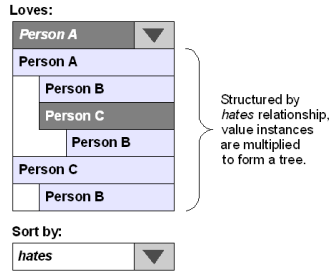 Loves:
Person A
Person A
Person B
Person C
Person B
Person C
Person B
Structured by
hates relationship,
value instances
are multiplied
to form a tree.
Sort by:
hates